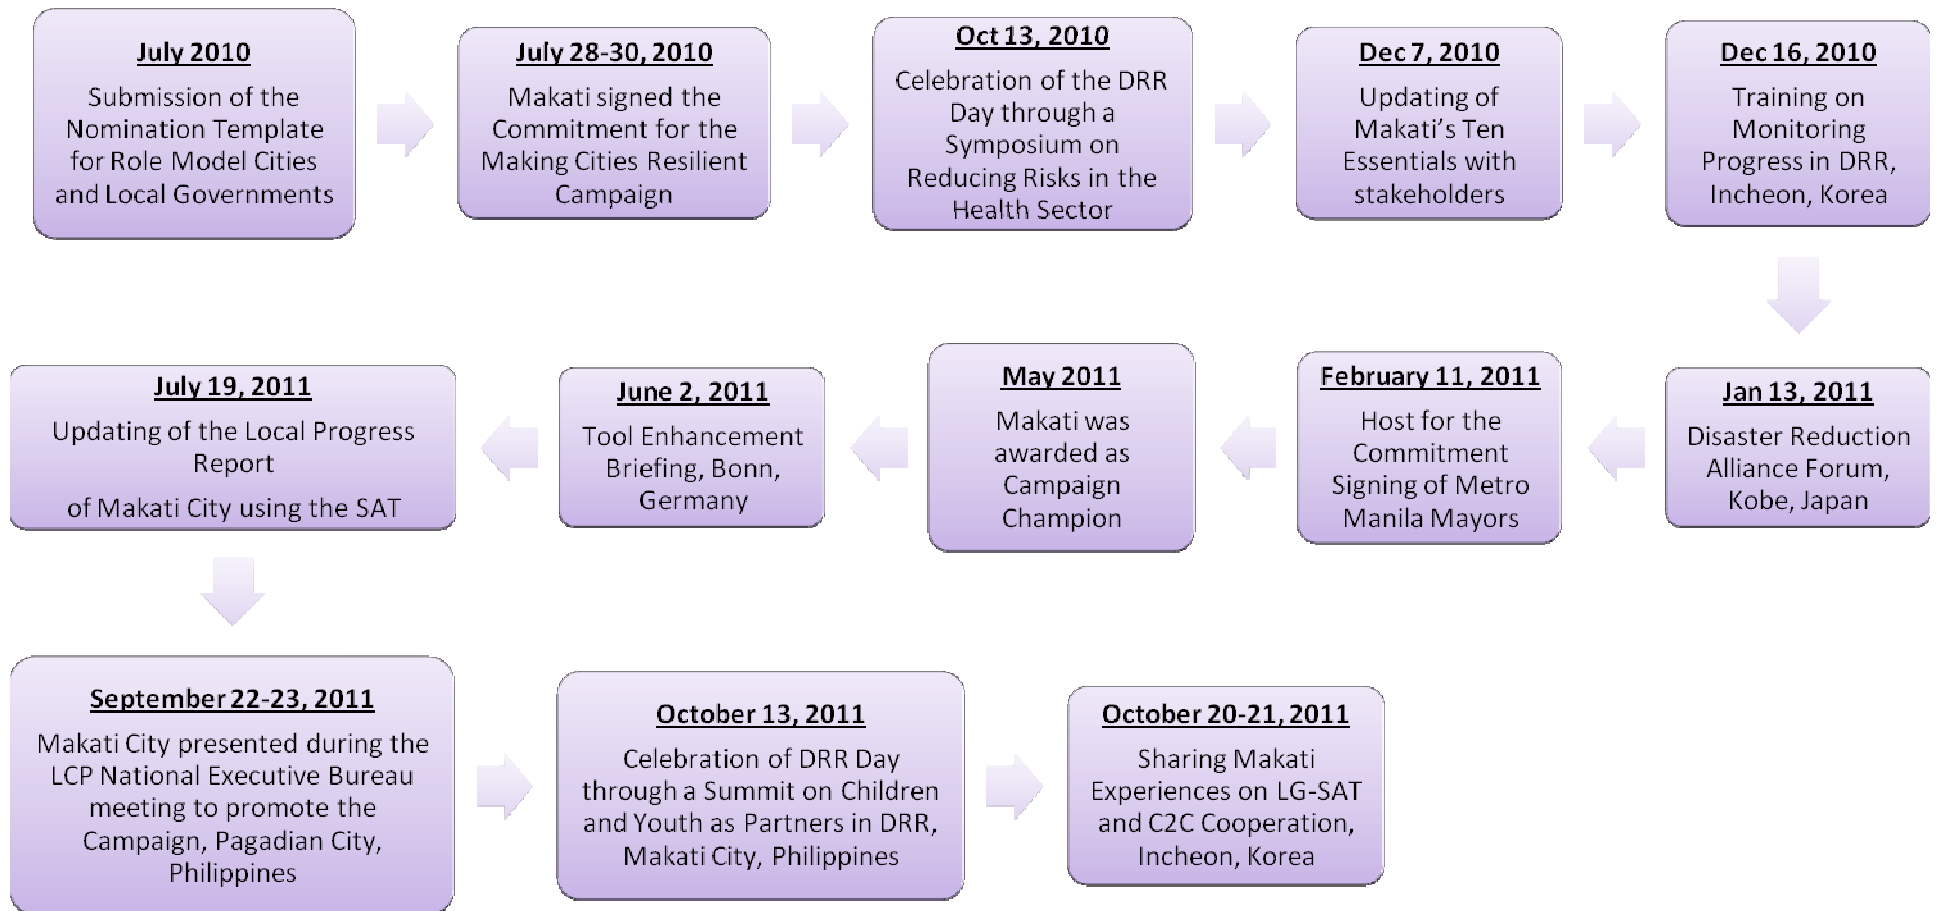 July 2010
Submission of the
Nomination Template
for Role Model Cities
and Local Governments
July 28-30, 2010
Makati signed the
Commitment for the
Making Cities Resilient
Campaign
Oct 13, 2010
Celebration of the DRR
Day through a
Symposium on
Reducing Risks in the
Health Sector
Dec 7, 2010
Updating of
Makati’s Ten
Essentials with
stakeholders
Dec 16, 2010
Training on
Monitoring
Progress in DRR,
Incheon, Korea
Jan 13, 2011
Disaster Reduction
Alliance Forum,
Kobe, Japan
February 11, 2011
Host for the
Commitment
Signing of Metro
Manila Mayors
May 2011
Makati was
awarded as
Campaign
Champion
June 2, 2011
Tool Enhancement
Briefing, Bonn,
Germany
July 19, 2011
Updating of the Local Progress
Report
of Makati City using the SAT
September 22-23, 2011
Makati City presented during the
LCP National Executive Bureau
meeting to promote the
Campaign, Pagadian City,
Philippines
October 13, 2011
Celebration of DRR Day
through a Summit on Children
and Youth as Partners in DRR,
Makati City, Philippines
October 20-21, 2011
Sharing Makati
Experiences on LG-SAT
and C2C Cooperation,
Incheon, Korea